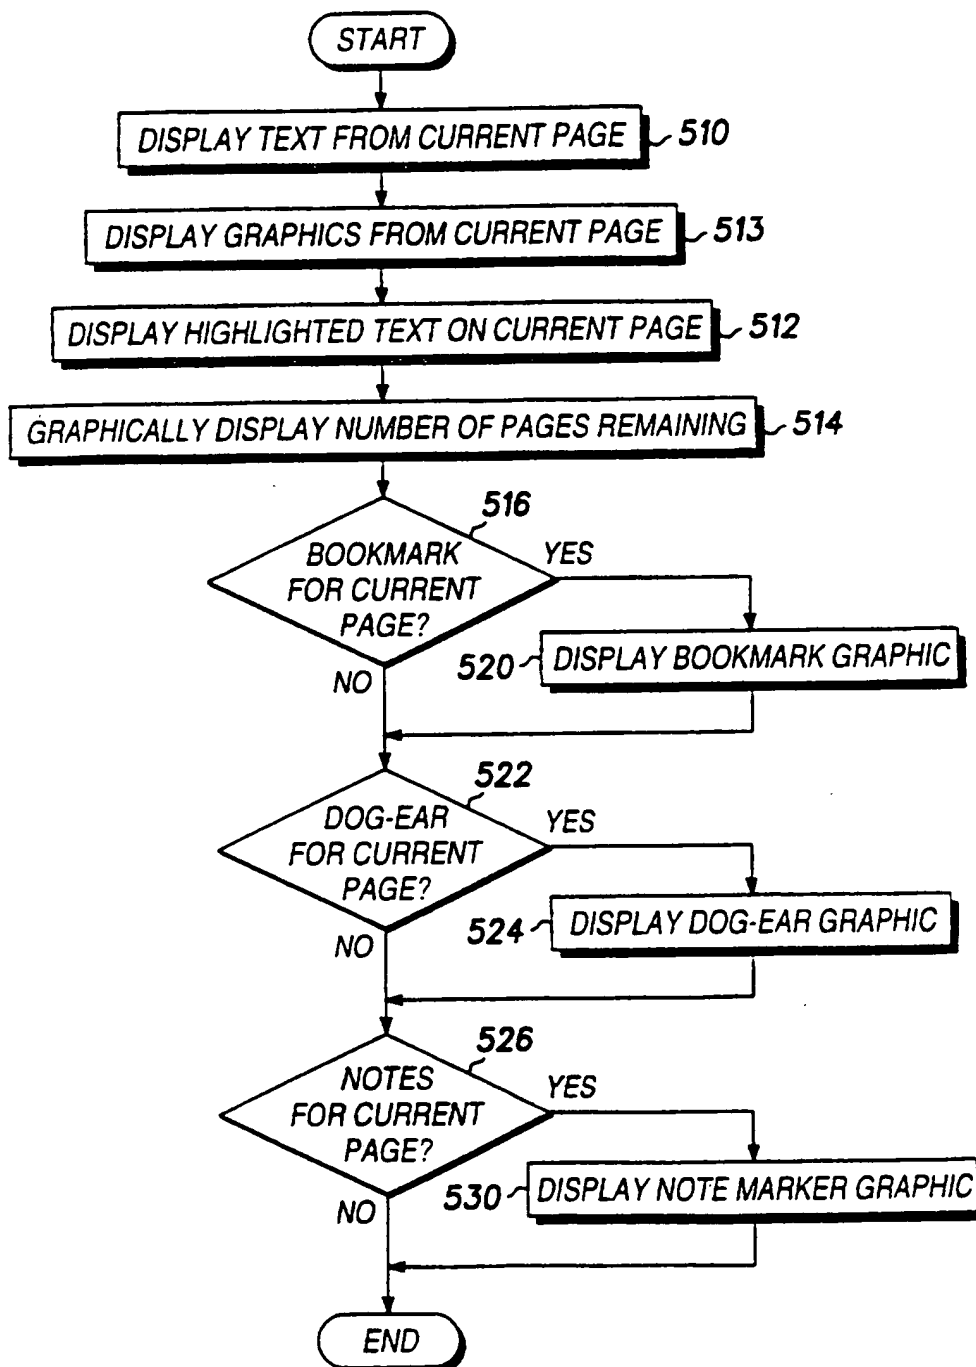 START
DISPLAY TEXT FROM CURRENT PAGE 510
DISPLAY GRAPHICS FROM CURRENT PAGE 513
DISPLAY HIGHLIGHTED TEXT ON CURRENT PAGE 512
GRAPHICALLY DISPLAY NUMBER OF PAGES REMAINING 514
516
BOOKMARK
FOR CURRENT
PAGE?
YES
520 DISPLAY BOOKMARK GRAPHIC
NO
522
DOG-EAR
FOR CURRENT
PAGE?
YES
524 DISPLAY DOG-EAR GRAPHIC
NO
526
NOTES
FOR CURRENT
PAGE?
YES
530 DISPLAY NOTE MARKER GRAPHIC
NO
END